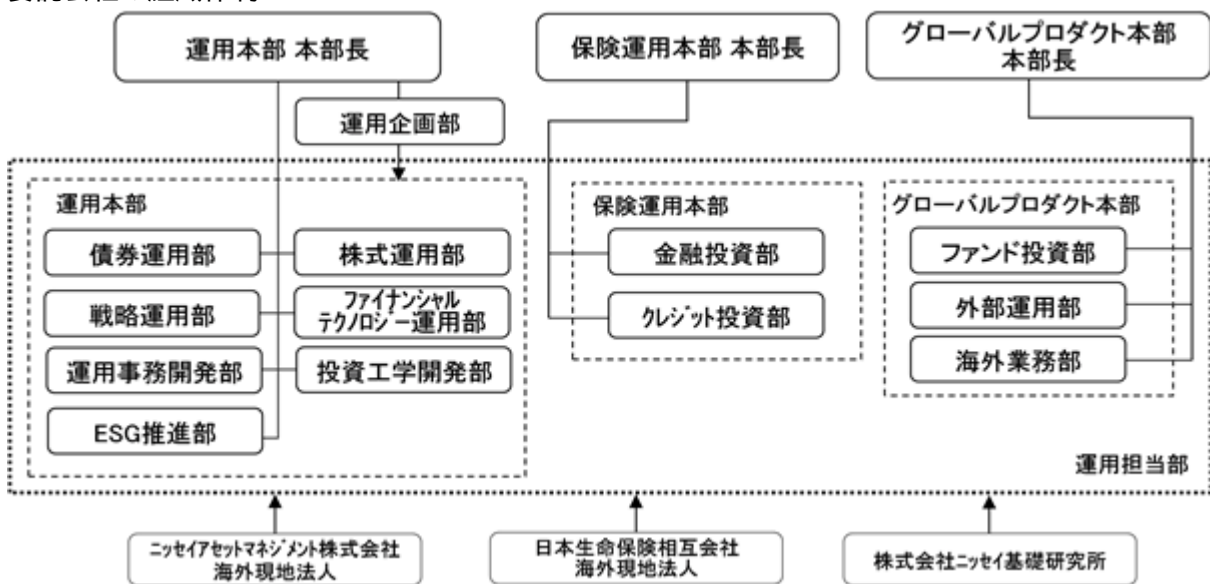 運用本部 本部長
保険運用本部 本部長
グローバルプロダクト本部
本部長
運用企画部
運用本部
債券運用部
株式運用部
戦略運用部
ファイナンシャル
テクノロジー運用部
運用事務開発部
投資工学開発部
ESG推進部
保険運用本部
金融投資部
クレジット投資部
グローバルプロダクト本部
ファンド投資部
外部運用部
海外業務部
運用担当部
ニッセイアセットマネジメント株式会社
海外現地法人
日本生命保険相互会社
海外現地法人
株式会社ニッセイ基礎研究所